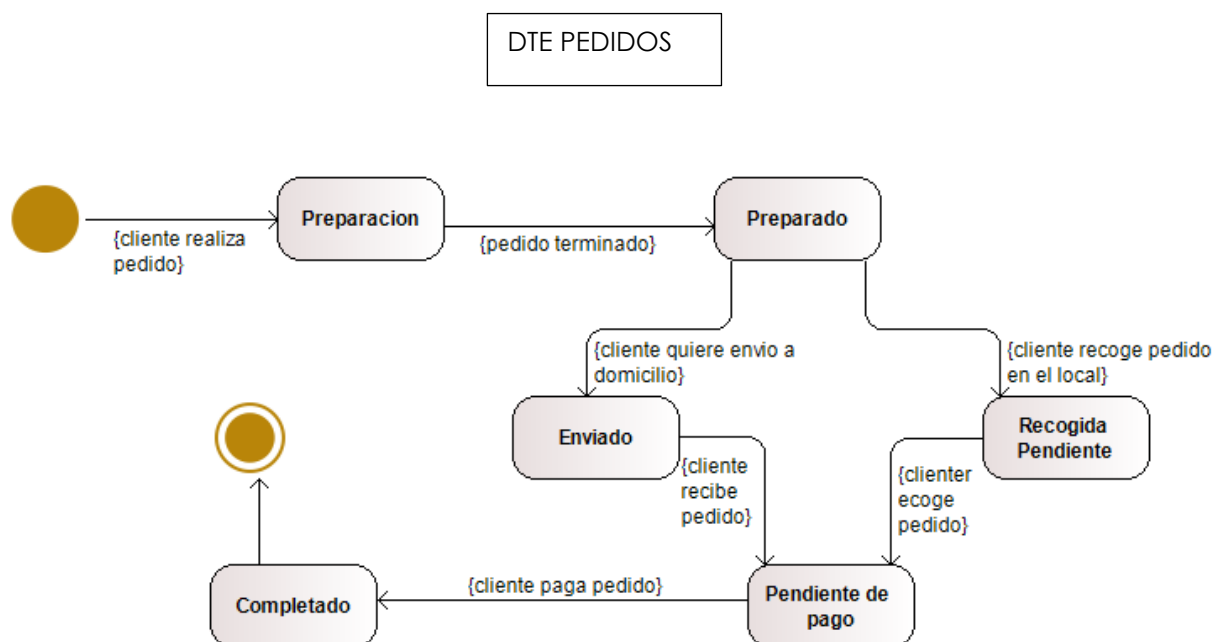 DTE PEDIDOS
Preparacion
Preparado
{cliente realiza
pedido}
{pedido terminado}
{cliente quiere envio a
domicilio}
{cliente recoge pedido
en el local}
Enviado
Recogida
Pendiente
{cliente
recibe
pedido}
{clienter
ecoge
pedido}
Completado
{cliente paga pedido}
Pendiente de
pago